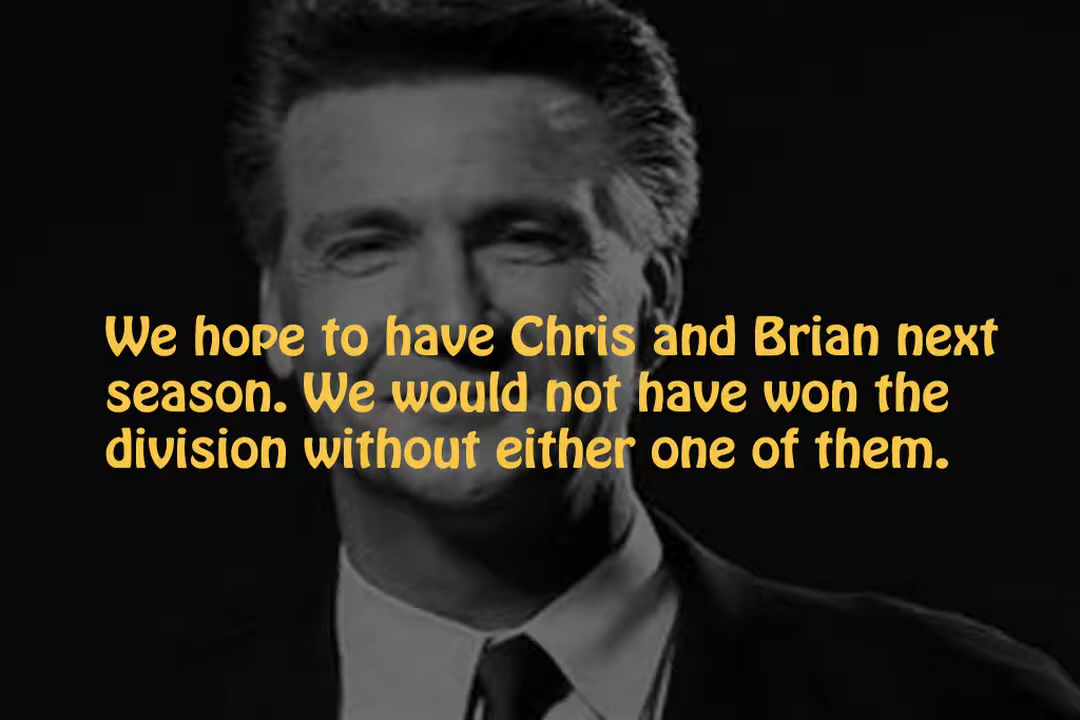 We hope to have Chris and Brian next
season. We would not have won the
division without either one of them.